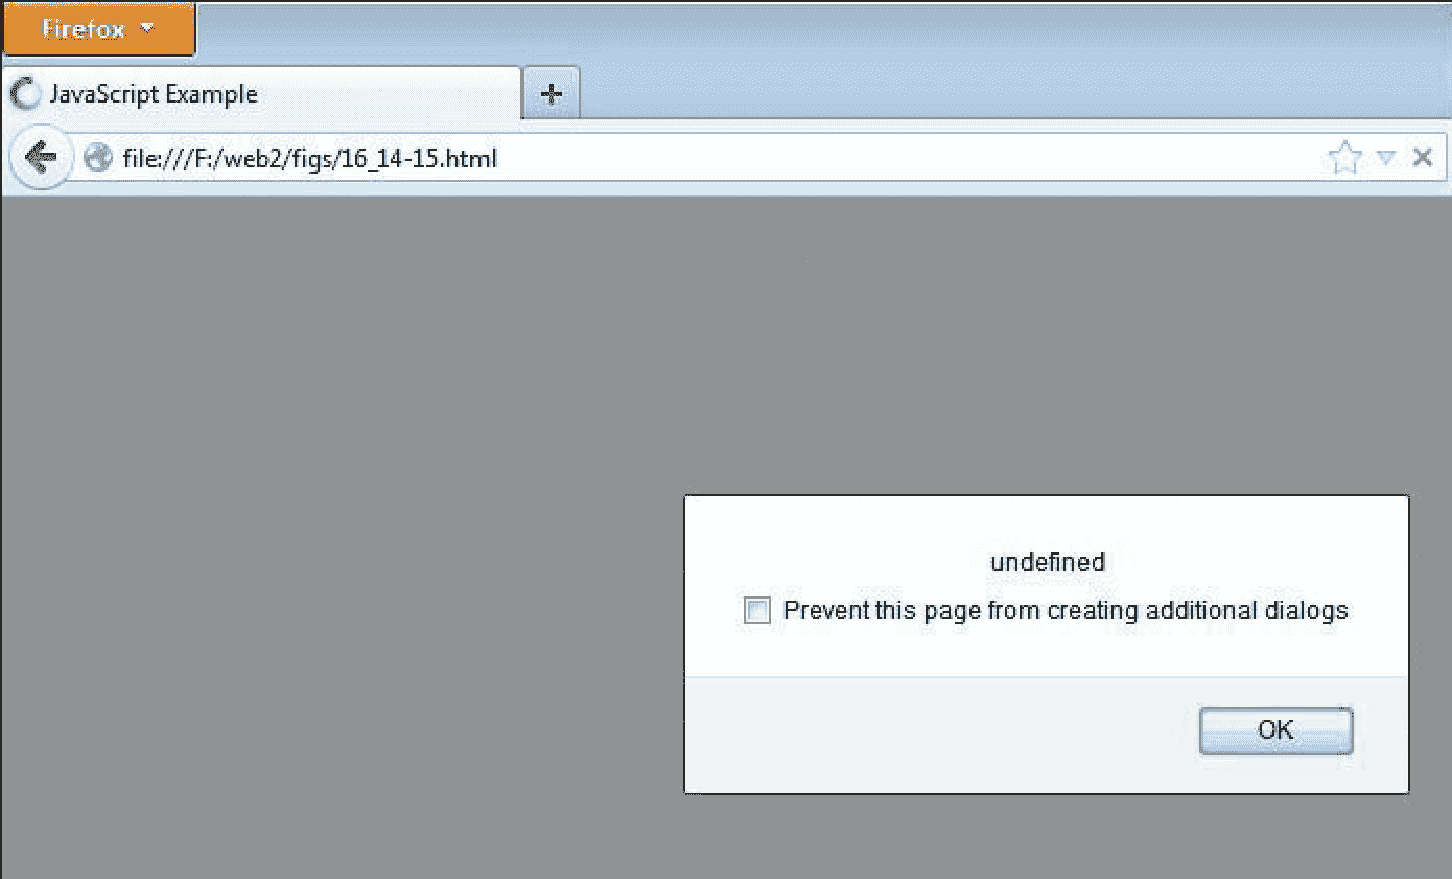 Firefox
JavaScript Example
file:///F:/web2/figs/16_14-15.html
undefined
Prevent this page from creating additional dialogs
OK